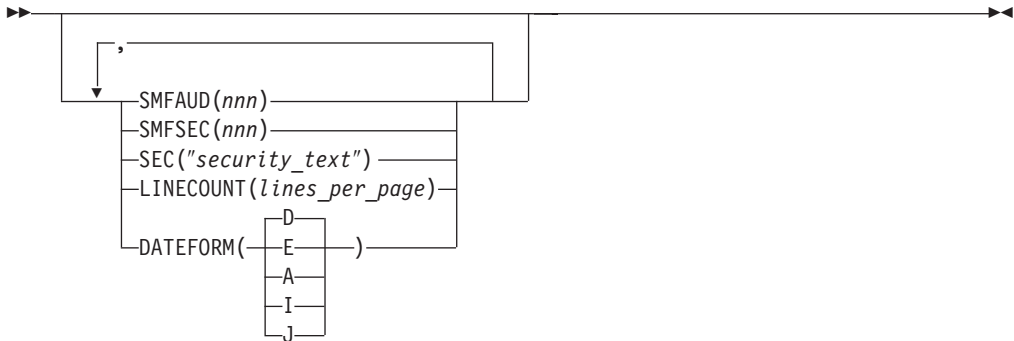 ,
SMFAUD(nnn)
SMFSEC(nnn)
SEC("security_text")
LINECOUNT(lines_per_page)
D
DATEFORM( E )
A
I
J